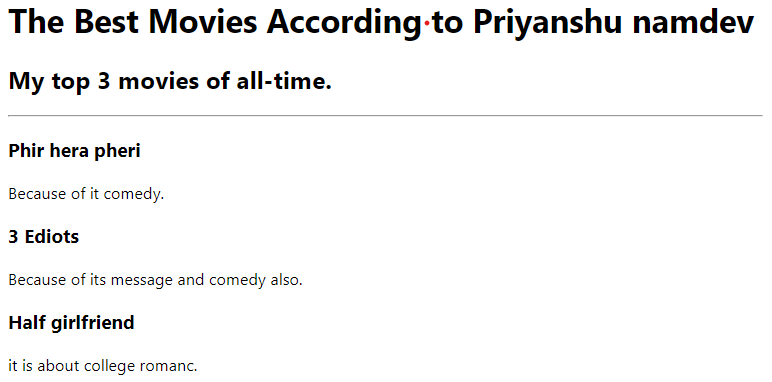 The Best Movies According to Priyanshu namdev
My top 3 movies of all-time.
Phir hera pheri
Because of it comedy.
3 Ediots
Because of its message and comedy also.
Half girlfriend
it is about college romanc.